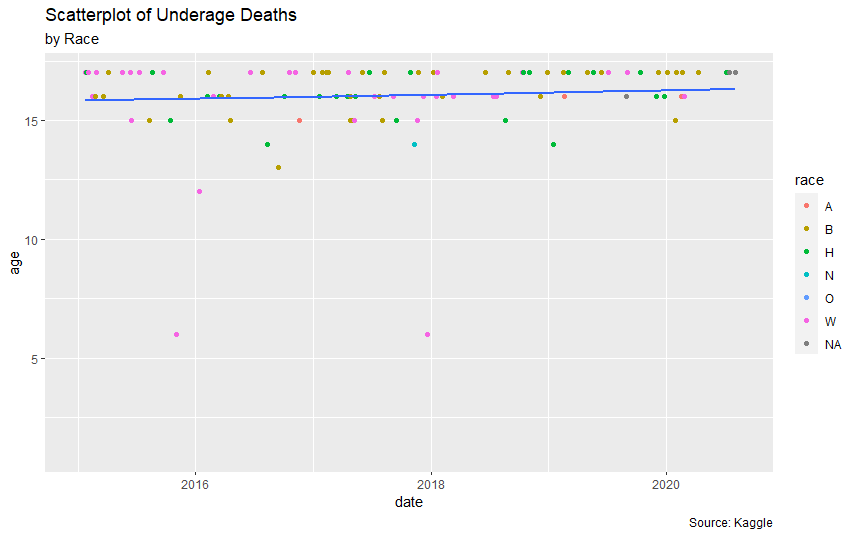 Scatterplot of Underage Deaths
by Race
15
10
5
age
2016
2018
2020
date
race
A
B
H
N
O
W
NA
Source: Kaggle